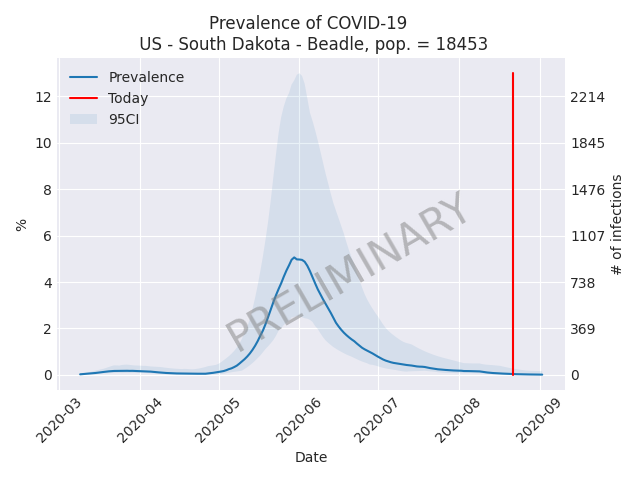 Prevalence of COVID-19
US - South Dakota - Beadle, pop. = 18453
Prevalence
Today
95CI
12
10
8
6
4
2
0
%
2214
1845
1476
1107
738
369
0
# of infections
PRELIMINARY
2020-03
2020-04
2020-05
2020-06
2020-07
2020-08
2020-09
Date